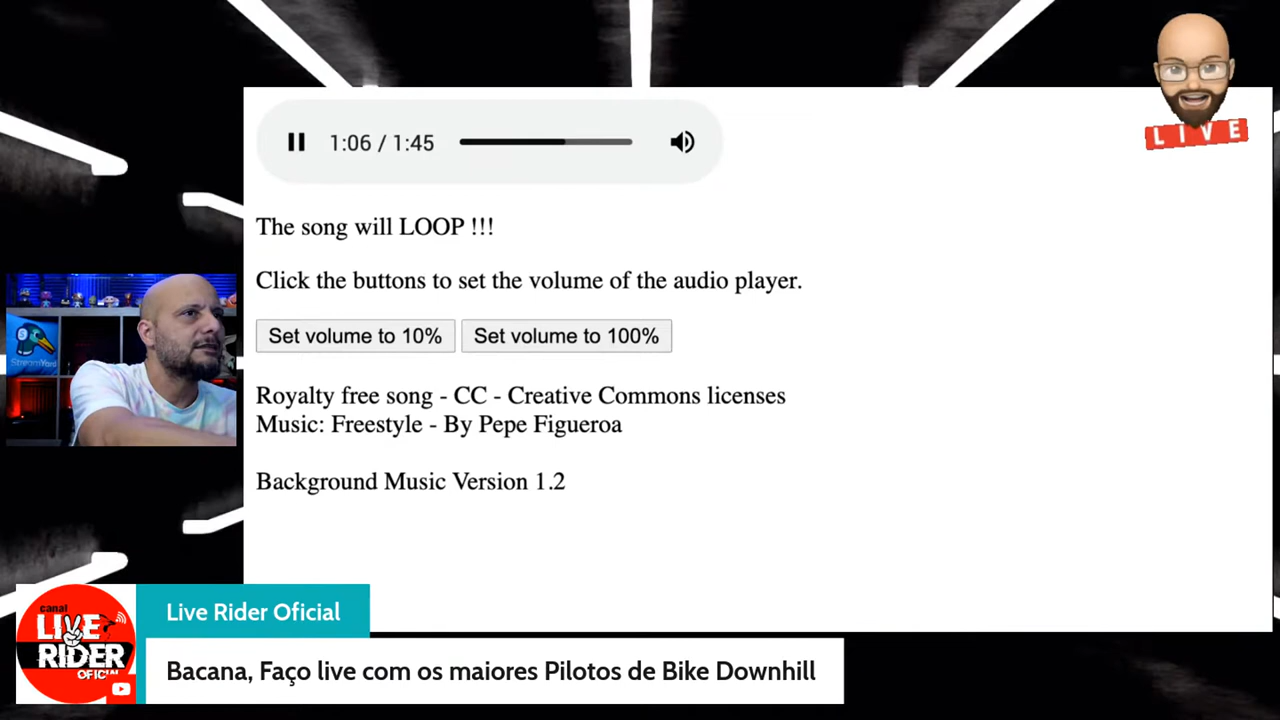 LIVE
1:06 / 1:45
The song will LOOP !!!
Click the buttons to set the volume of the audio player.
Set volume to 10% Set volume to 100%
StreamYard
Royalty free song - CC - Creative Commons licenses
Music: Freestyle - By Pepe Figueroa
Background Music Version 1.2
canal
LIVE
RIDER
OFICIAL
Live Rider Oficial
Bacana, Faço live com os maiores Pilotos de Bike Downhill